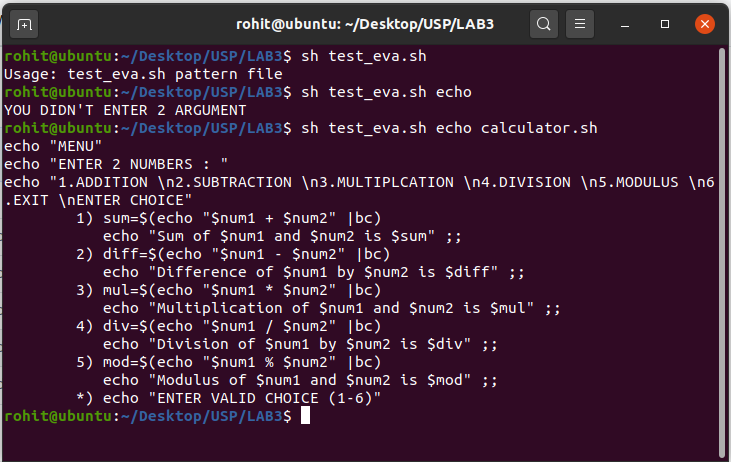 rohit@ubuntu: ~/Desktop/USP/LAB3
rohit@ubuntu:~/Desktop/USP/LAB3$ sh test_eva.sh
Usage: test_eva.sh pattern file
rohit@ubuntu:~/Desktop/USP/LAB3$ sh test_eva.sh echo
YOU DIDN'T ENTER 2 ARGUMENT
rohit@ubuntu:~/Desktop/USP/LAB3$ sh test_eva.sh echo calculator.sh
echo "MENU"
echo "ENTER 2 NUMBERS : "
echo "1.ADDITION \n2.SUBTRACTION \n3.MULTIPLCATION \n4.DIVISION \n5.MODULUS \n6
.EXIT \nENTER CHOICE"
        1) sum=$(echo "$num1 + $num2" |bc)
           echo "Sum of $num1 and $num2 is $sum" ;;
        2) diff=$(echo "$num1 - $num2" |bc)
           echo "Difference of $num1 by $num2 is $diff" ;;
        3) mul=$(echo "$num1 * $num2" |bc)
           echo "Multiplication of $num1 and $num2 is $mul" ;;
        4) div=$(echo "$num1 / $num2" |bc)
           echo "Division of $num1 by $num2 is $div" ;;
        5) mod=$(echo "$num1 % $num2" |bc)
           echo "Modulus of $num1 and $num2 is $mod" ;;
        *) echo "ENTER VALID CHOICE (1-6)"
rohit@ubuntu:~/Desktop/USP/LAB3$